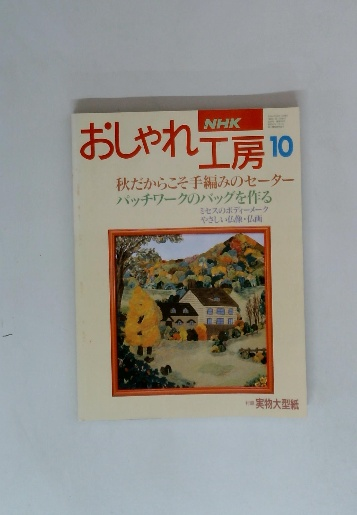 NHK
おしゃれ工房 10
秋だからこそ手編みのセーター
パッチワークのバッグを作る
ミセスのボディーメーク
やさしい仏像・仏画
実物大型紙